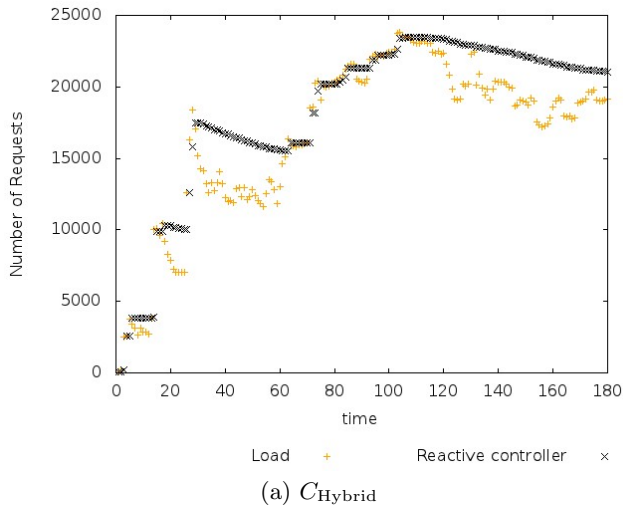 25000
20000
15000
10000
5000
0
Number of Requests
0 20 40 60 80 100 120 140 160 180
time
Load + Reactive controller ×
(a) C_Hybrid